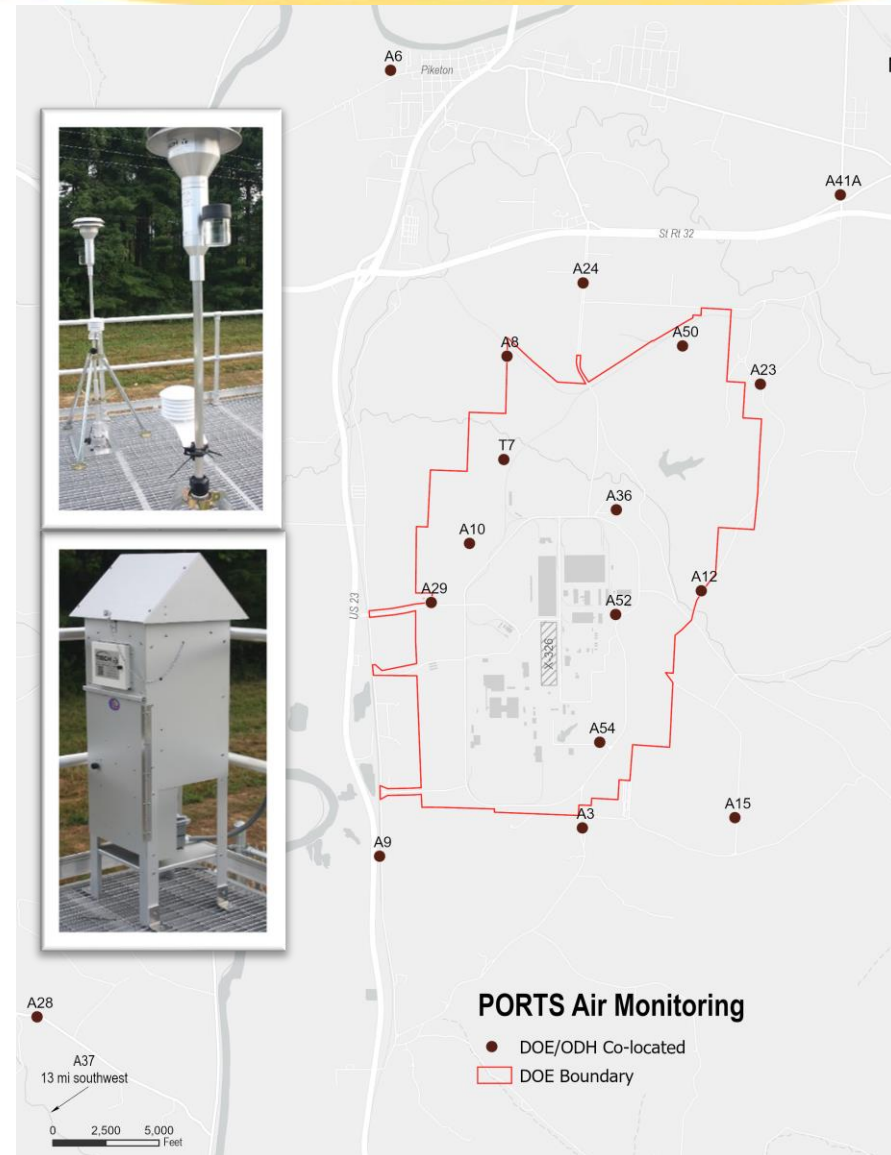 A6
Piketon
A41A
St Rt 32
A24
A50
A8
A23
T7
A36
A10
A12
A29
A52
US 23
X-326
A54
A15
A3
A9
A28
PORTS Air Monitoring
DOE/ODH Co-located
DOE Boundary
A37
13 mi southwest
0 2,500 5,000
Feet